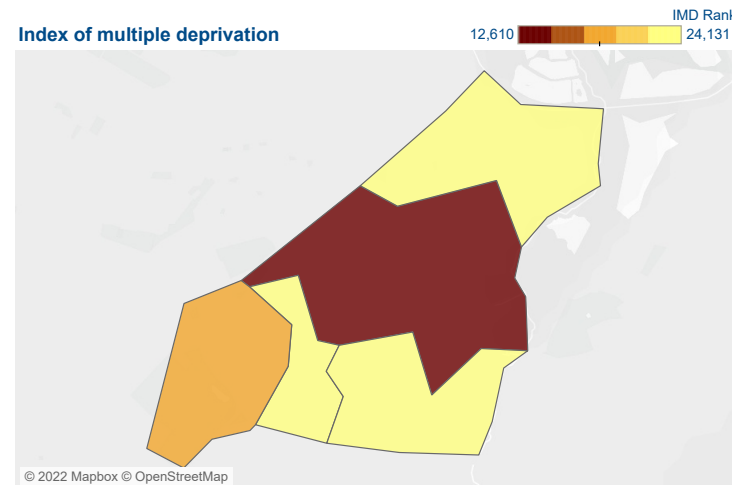 IMD Rank
Index of multiple deprivation
12,610
24,131
© 2022 Mapbox © OpenStreetMap